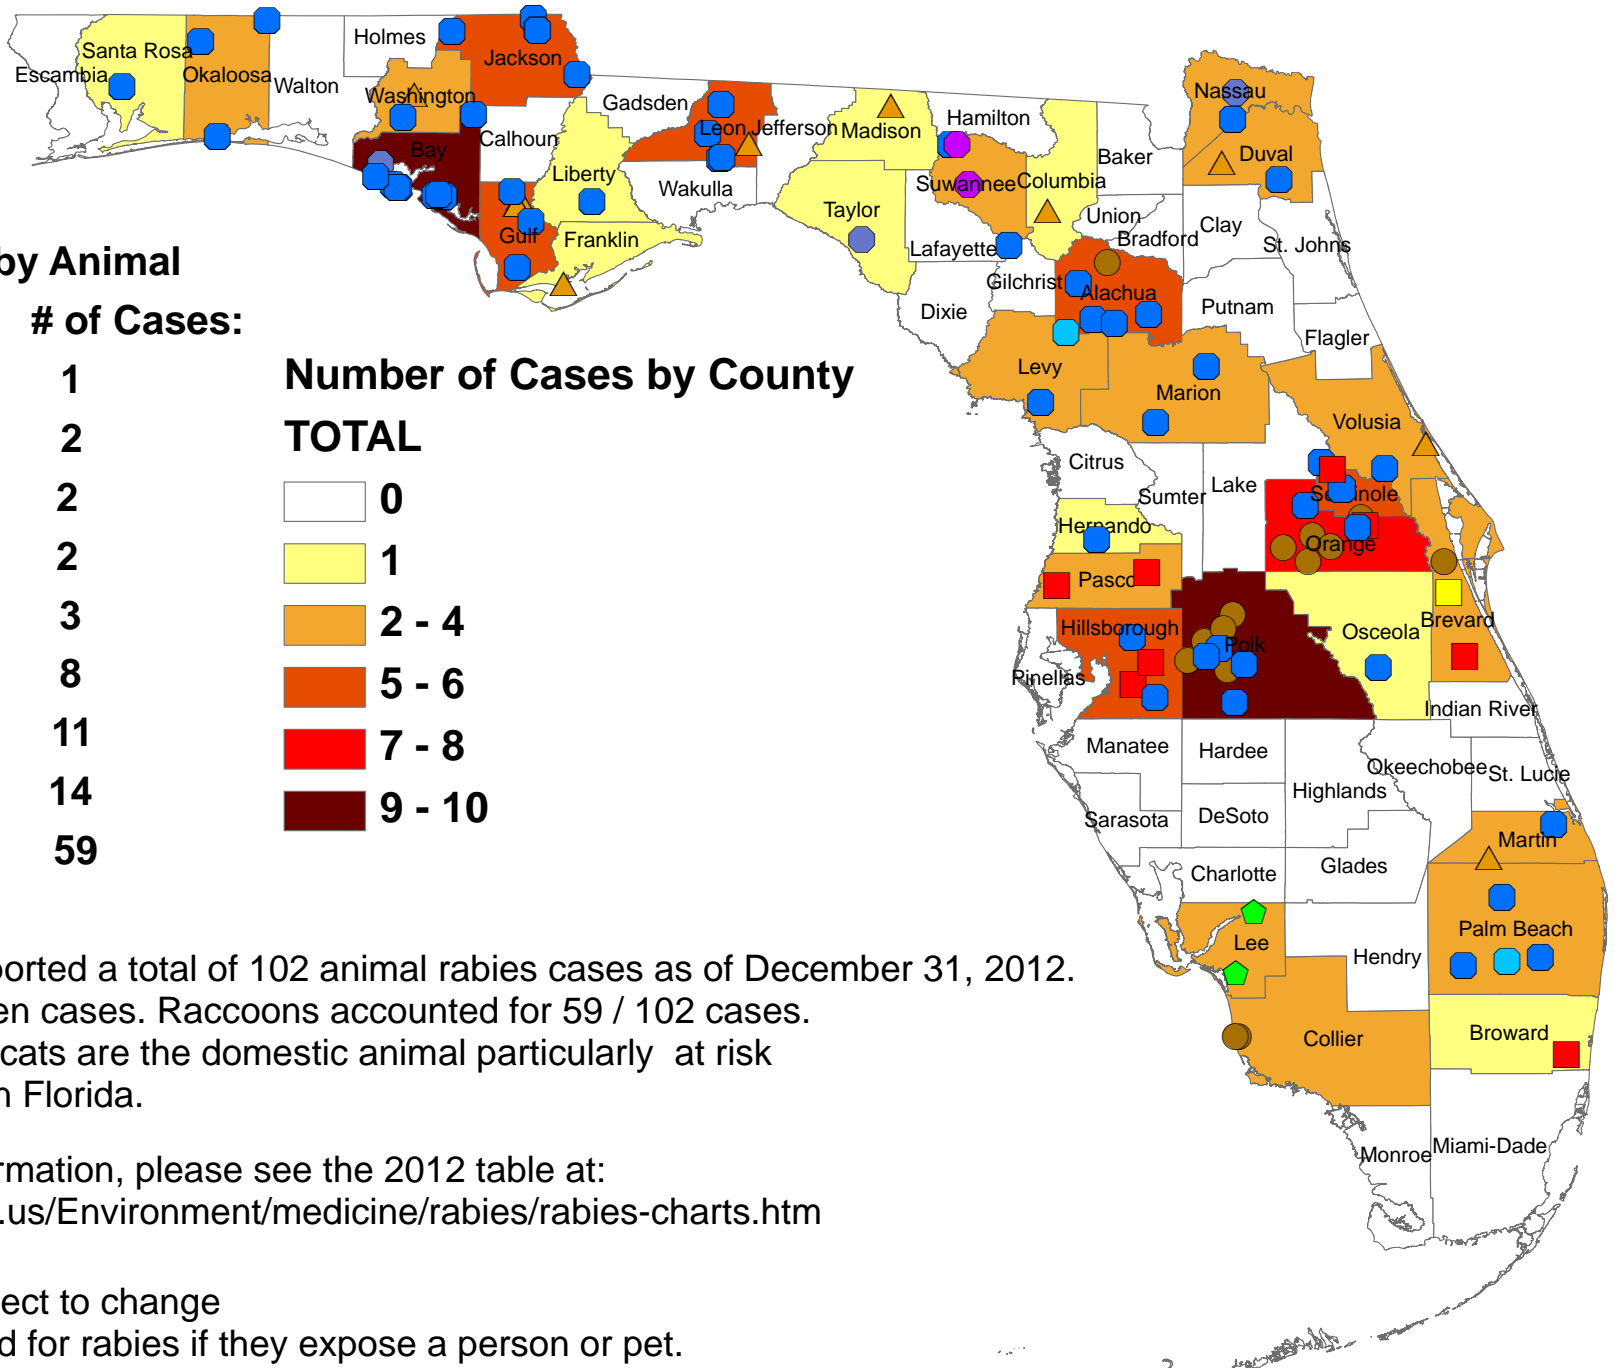 by Animal
# of Cases:
1
2
2
2
3
8
11
14
59
Number of Cases by County
TOTAL
0
1
2 - 4
5 - 6
7 - 8
9 - 10
orted a total of 102 animal rabies cases as of December 31, 2012.
en cases. Raccoons accounted for 59 / 102 cases.
cats are the domestic animal particularly at risk
n Florida.
rmation, please see the 2012 table at:
.us/Environment/medicine/rabies/rabies-charts.htm
ect to change
d for rabies if they expose a person or pet.
Escambia
Santa Rosa
Okaloosa
Walton
Holmes
Washington
Jackson
Bay
Calhoun
Gulf
Gadsden
Liberty
Franklin
Leon
Jefferson
Wakulla
Madison
Taylor
Hamilton
Suwannee
Lafayette
Columbia
Baker
Nassau
Duval
Union
Bradford
Clay
St. Johns
Gilchrist
Dixie
Alachua
Putnam
Flagler
Levy
Marion
Volusia
Citrus
Sumter
Lake
Seminole
Orange
Hernando
Pasco
Hillsborough
Pinellas
Polk
Osceola
Brevard
Indian River
Manatee
Hardee
Highlands
Okeechobee
St. Lucie
Sarasota
DeSoto
Martin
Charlotte
Glades
Lee
Hendry
Palm Beach
Collier
Broward
Monroe
Miami-Dade